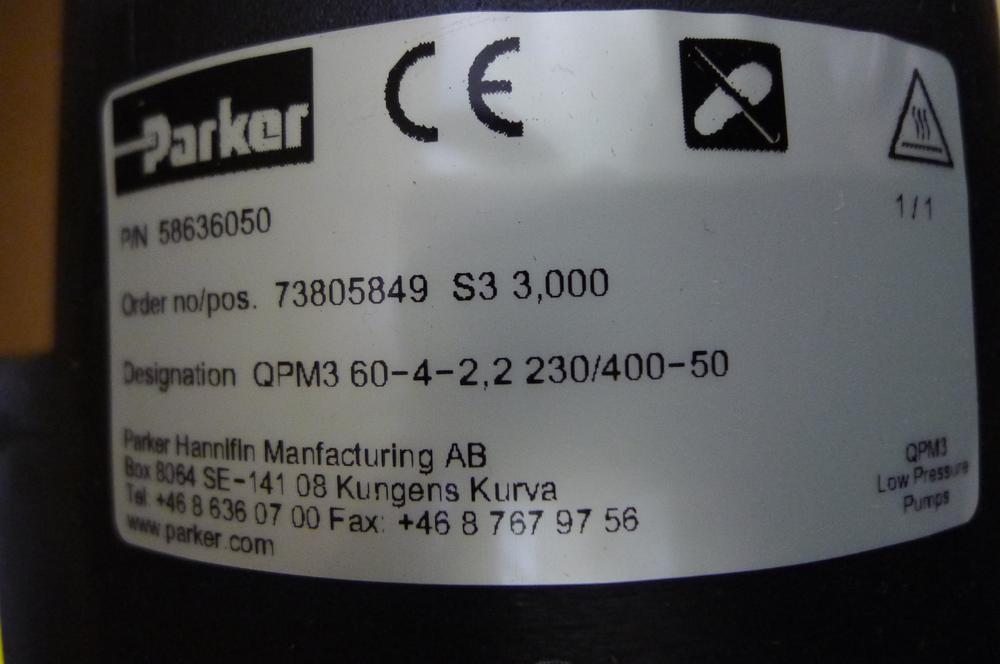 Parker
CE
P/N 58636050
1/1
Order no/pos. 73805849 S3 3,000
Designation QPM3 60-4-2,2 230/400-50
Parker Hannifin Manfacturing AB
Box 8064 SE-141 08 Kungens Kurva
Tel: +46 8 636 07 00 Fax: +46 8 767 97 56
www.parker.com
QPM3
Low Pressure
Pumps